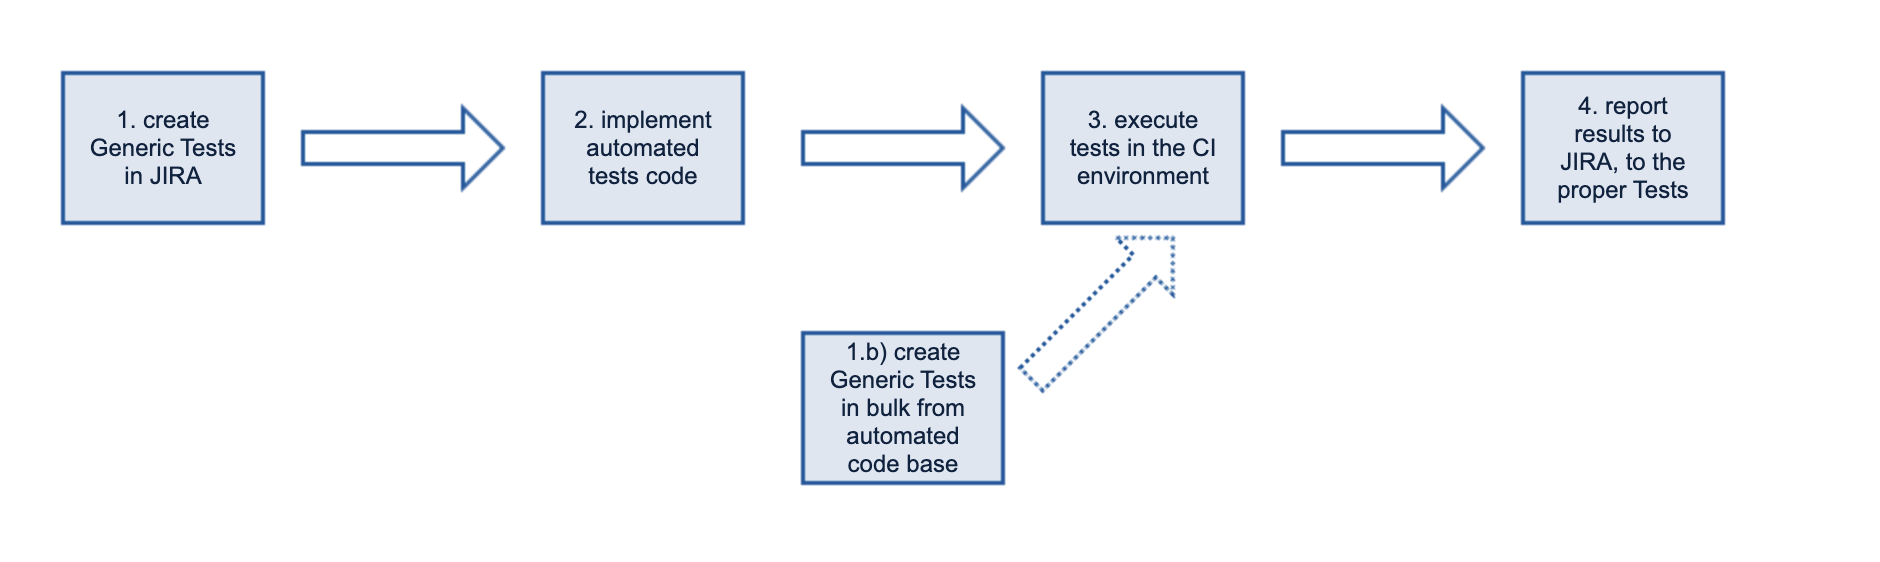 1. create
Generic Tests
in JIRA
2. implement
automated
tests code
3. execute
tests in the CI
environment
4. report
results to
JIRA, to the
proper Tests
1.b) create
Generic Tests
in bulk from
automated
code base